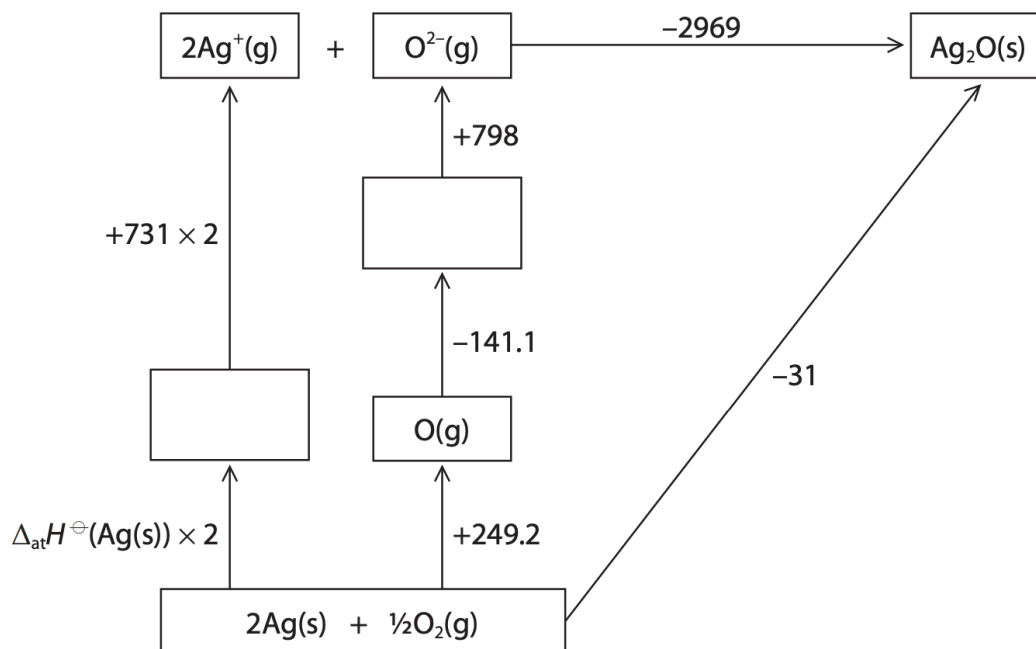 −2969
2Ag⁺(g) + O²⁻(g) Ag₂O(s)
+798
+731 × 2
−141.1
−31
O(g)
ΔₐₜH⦵(Ag(s)) × 2 +249.2
2Ag(s) + ½O₂(g)